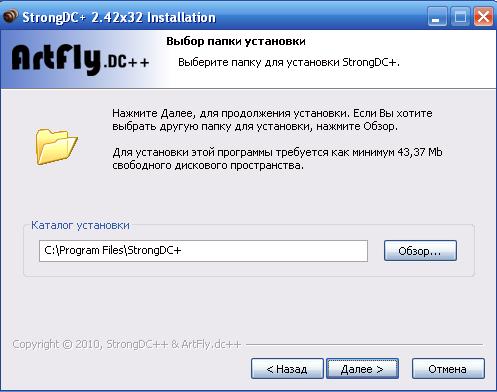 StrongDC+ 2.42x32 Installation
ArtFly.DC++
Выбор папки установки
Выберите папку для установки StrongDC+.
Нажмите Далее, для продолжения установки. Если Вы хотите
выбрать другую папку для установки, нажмите Обзор.
Для установки этой программы требуется как минимум 43,37 Mb
свободного дискового пространства.
Каталог установки
C:\Program Files\StrongDC+
Обзор...
Copyright © 2010, StrongDC++ & ArtFly.dc++
< Назад
Далее >
Отмена